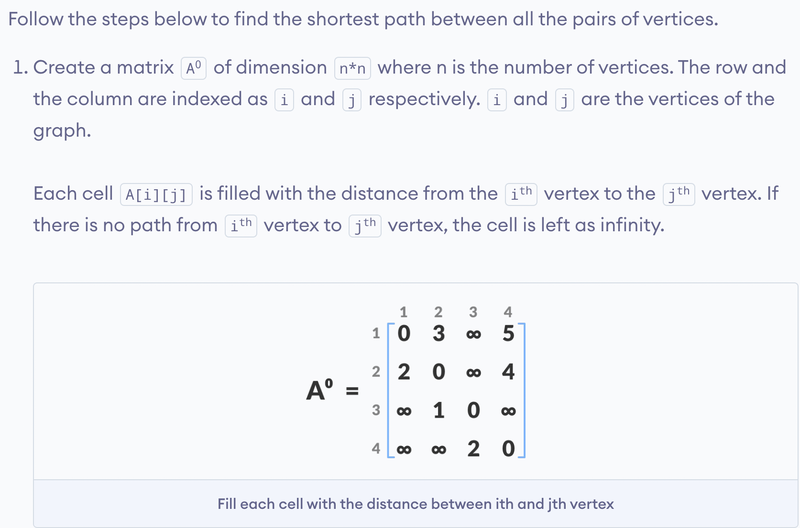 Follow the steps below to find the shortest path between all the pairs of vertices.
1. Create a matrix A⁰ of dimension n*n where n is the number of vertices. The row and
the column are indexed as i and j respectively. i and j are the vertices of the
graph.
Each cell A[i][j] is filled with the distance from the iᵗʰ vertex to the jᵗʰ vertex. If
there is no path from iᵗʰ vertex to jᵗʰ vertex, the cell is left as infinity.
1 2 3 4
1 0 3 ∞ 5
2 2 0 ∞ 4
A⁰ =
3 ∞ 1 0 ∞
4 ∞ ∞ 2 0
Fill each cell with the distance between ith and jth vertex